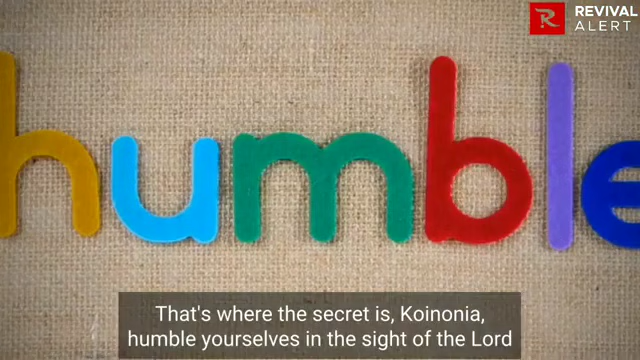 REVIVAL
ALERT
humble
That's where the secret is, Koinonia,
humble yourselves in the sight of the Lord